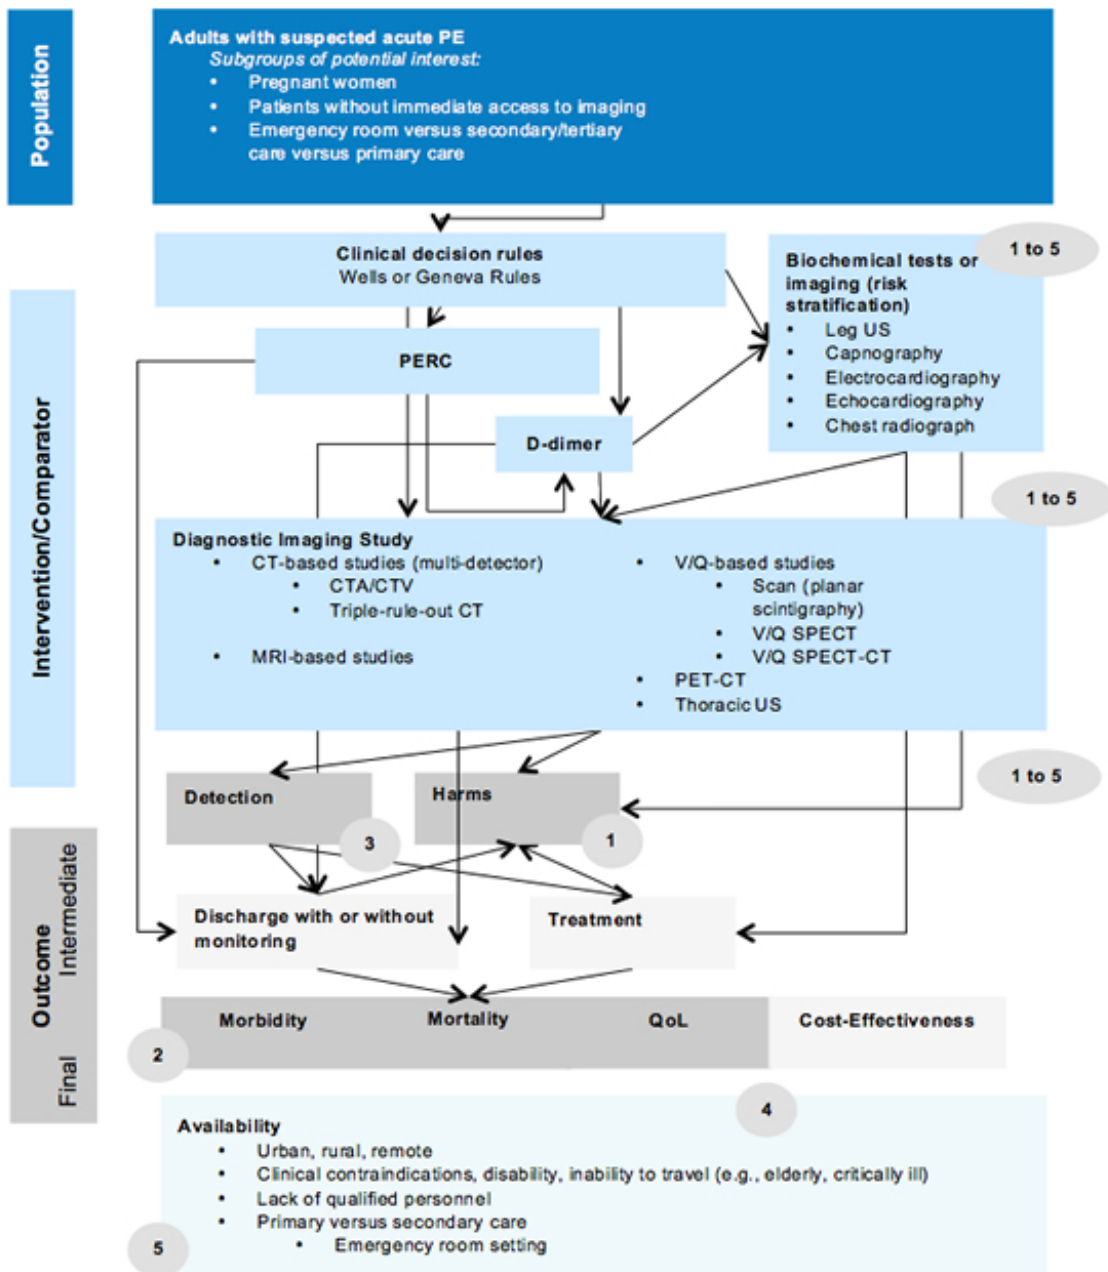 Population
Adults with suspected acute PE
Subgroups of potential interest:
• Pregnant women
• Patients without immediate access to imaging
• Emergency room versus secondary/tertiary
care versus primary care
Intervention/Comparator
Clinical decision rules
Wells or Geneva Rules
1 to 5
Biochemical tests or
imaging (risk
stratification)
• Leg US
• Capnography
• Electrocardiography
• Echocardiography
• Chest radiograph
PERC
D-dimer
1 to 5
Diagnostic Imaging Study
• CT-based studies (multi-detector)
• CTA/CTV
• Triple-rule-out CT
• MRI-based studies
• V/Q-based studies
• Scan (planar
scintigraphy)
• V/Q SPECT
• V/Q SPECT-CT
• PET-CT
• Thoracic US
1 to 5
Detection
3
Harms
1
Outcome
Intermediate
Final
Discharge with or without
monitoring
Treatment
Morbidity
Mortality
QoL
Cost-Effectiveness
2
4
Availability
• Urban, rural, remote
• Clinical contraindications, disability, inability to travel (e.g., elderly, critically ill)
• Lack of qualified personnel
• Primary versus secondary care
• Emergency room setting
5